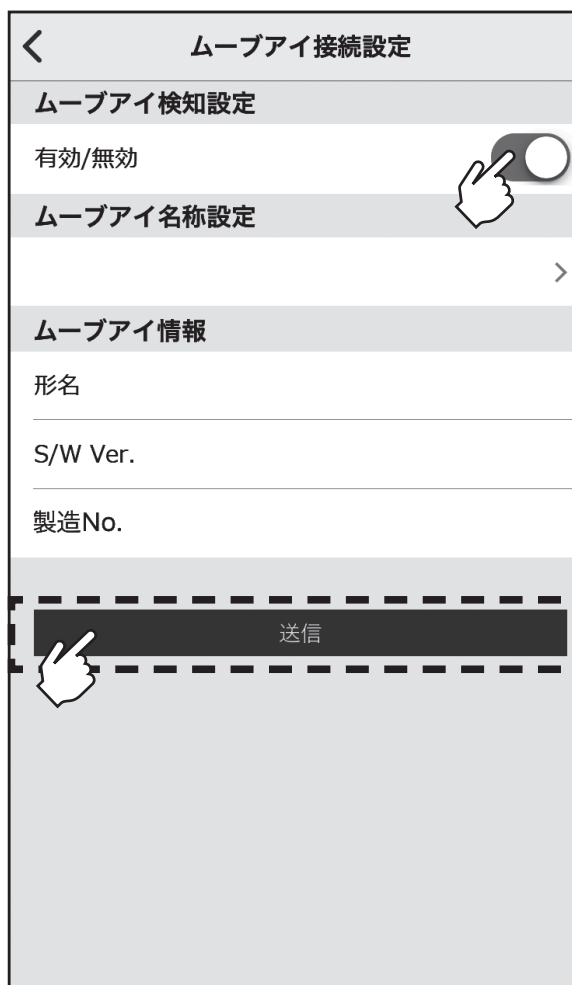 ムーブアイ接続設定
ムーブアイ検知設定
有効/無効
ムーブアイ名称設定
ムーブアイ情報
形名
S/W Ver.
製造No.
送信